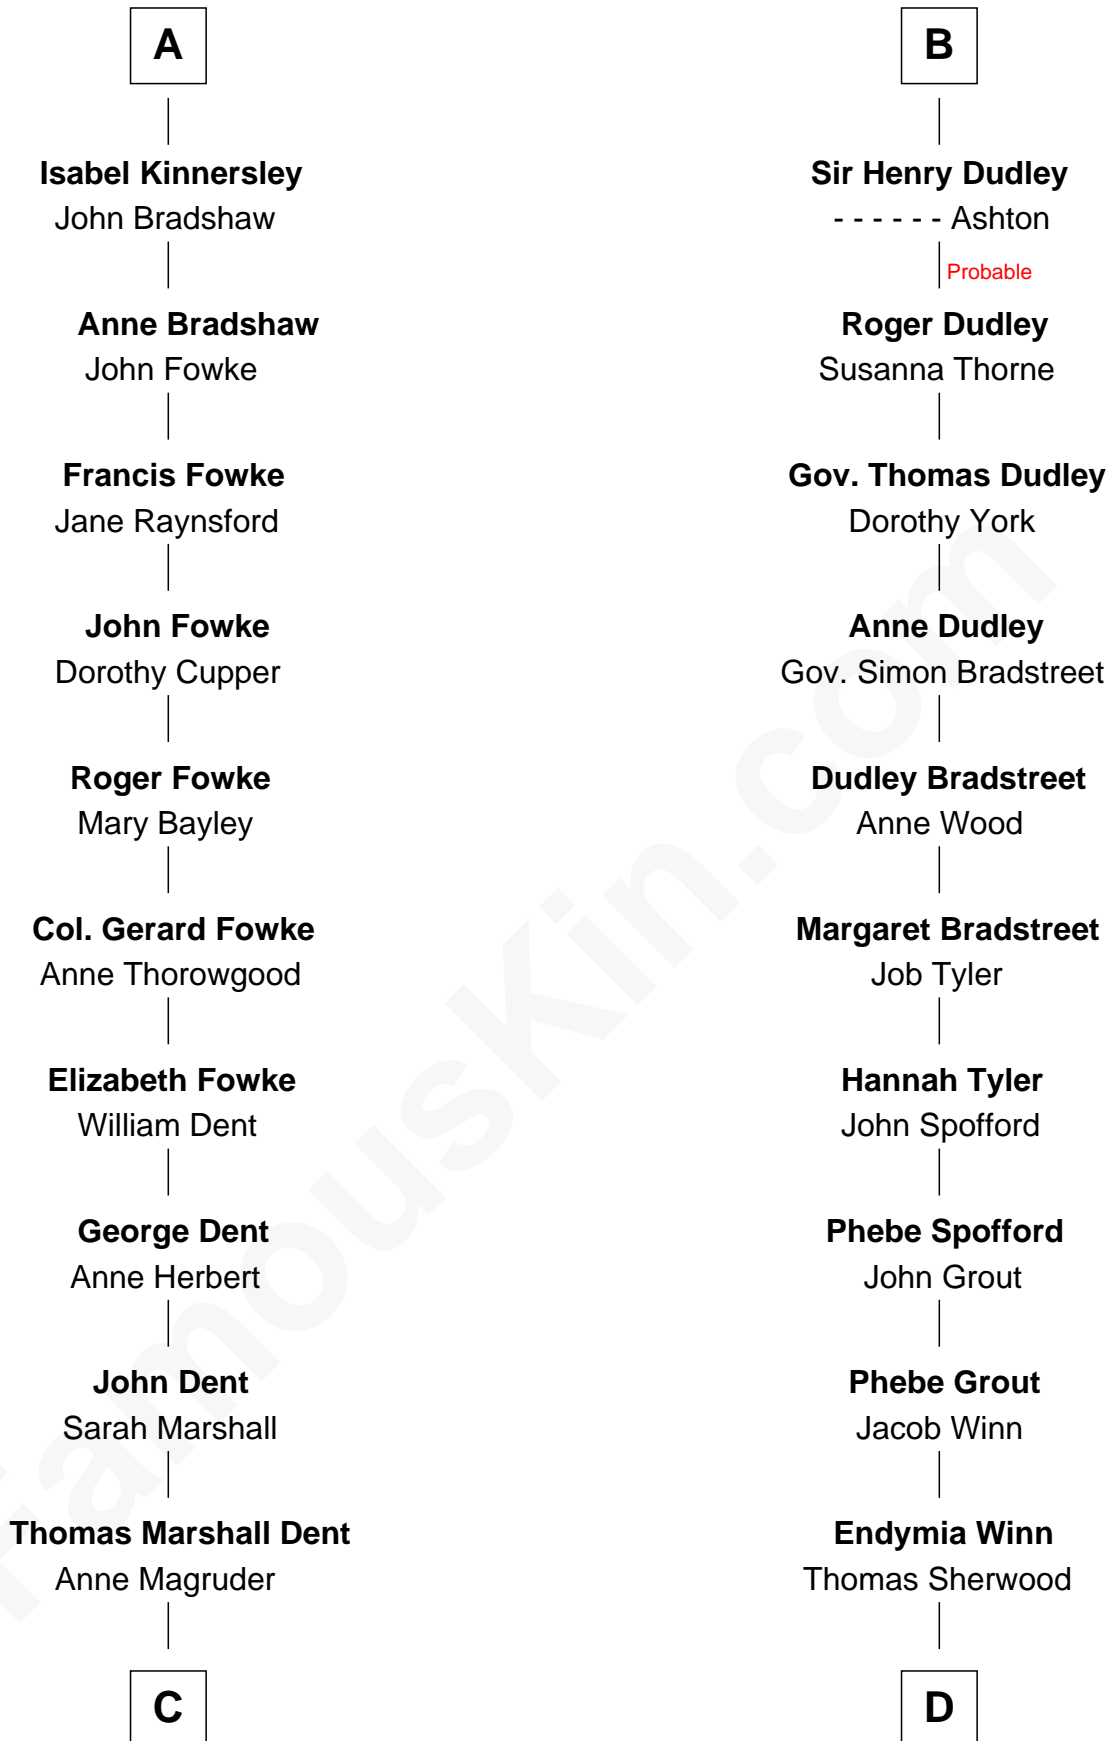 A
Isabel Kinnersley
John Bradshaw
Anne Bradshaw
John Fowke
Francis Fowke
Jane Raynsford
John Fowke
Dorothy Cupper
Roger Fowke
Mary Bayley
Col. Gerard Fowke
Anne Thorowgood
Elizabeth Fowke
William Dent
George Dent
Anne Herbert
John Dent
Sarah Marshall
Thomas Marshall Dent
Anne Magruder
C
B
Sir Henry Dudley
- - - - - - Ashton
Probable
Roger Dudley
Susanna Thorne
Gov. Thomas Dudley
Dorothy York
Anne Dudley
Gov. Simon Bradstreet
Dudley Bradstreet
Anne Wood
Margaret Bradstreet
Job Tyler
Hannah Tyler
John Spofford
Phebe Spofford
John Grout
Phebe Grout
Jacob Winn
Endymia Winn
Thomas Sherwood
D
FamousKin.com